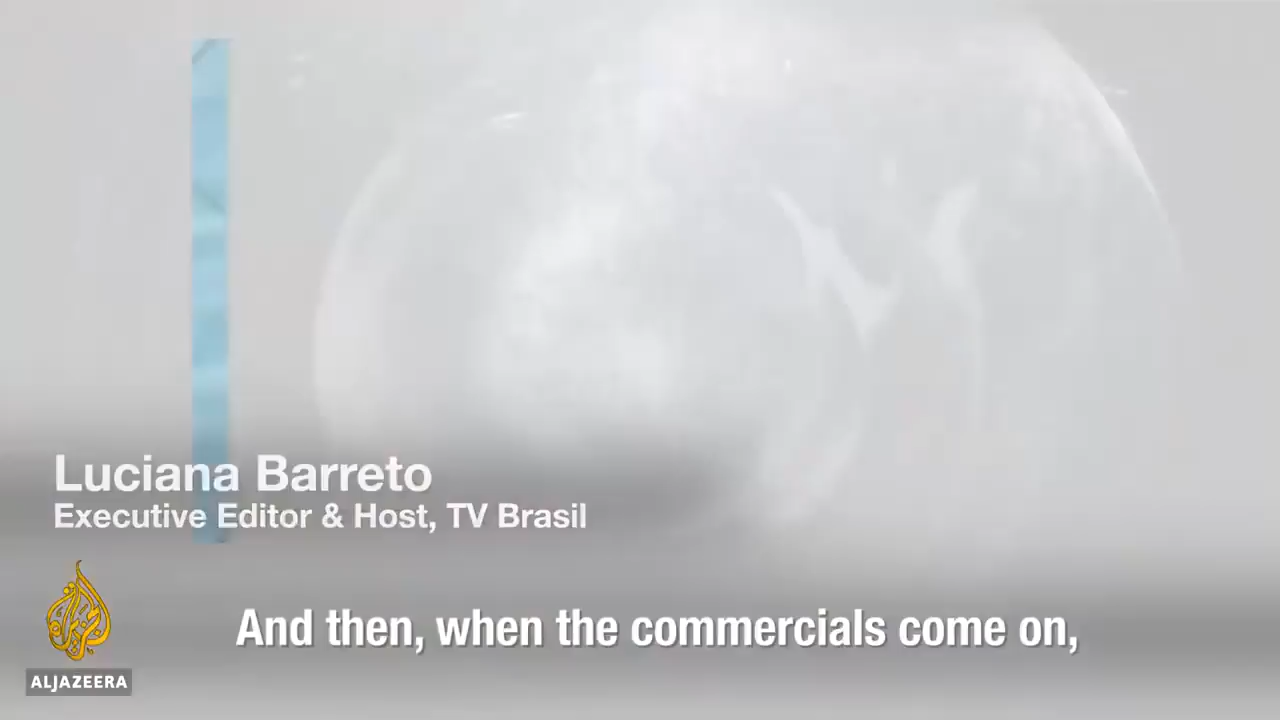 Luciana Barreto
Executive Editor & Host, TV Brasil
And then, when the commercials come on,
ALJAZEERA